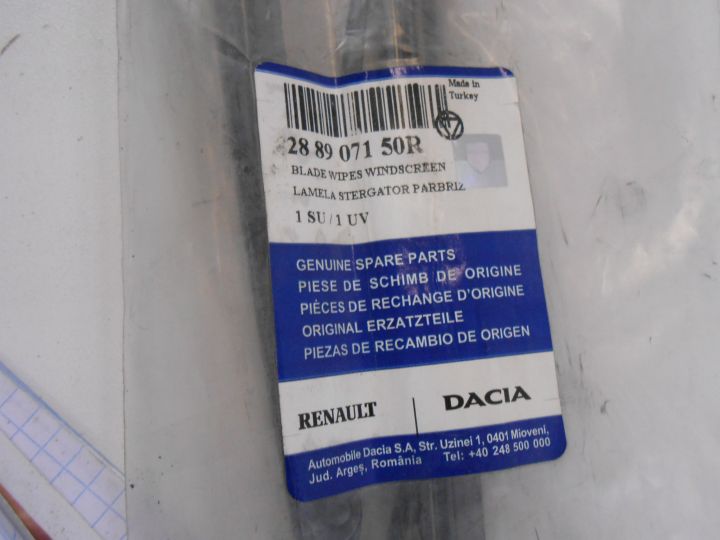 Made in
Turkey
28 89 071 50R
BLADE WIPES WINDSCREEN
LAMELA STERGATOR PARBRIZ
1 SU / 1 UV
GENUINE SPARE PARTS
PIESE DE SCHIMB DE ORIGINE
PIÈCES DE RECHANGE D'ORIGINE
ORIGINAL ERZATZTEILE
PIEZAS DE RECAMBIO DE ORIGEN
RENAULT | DACIA
Automobile Dacia S.A, Str. Uzinei 1, 0401 Mioveni,
Jud. Argeș, România Tel: +40 248 500 000